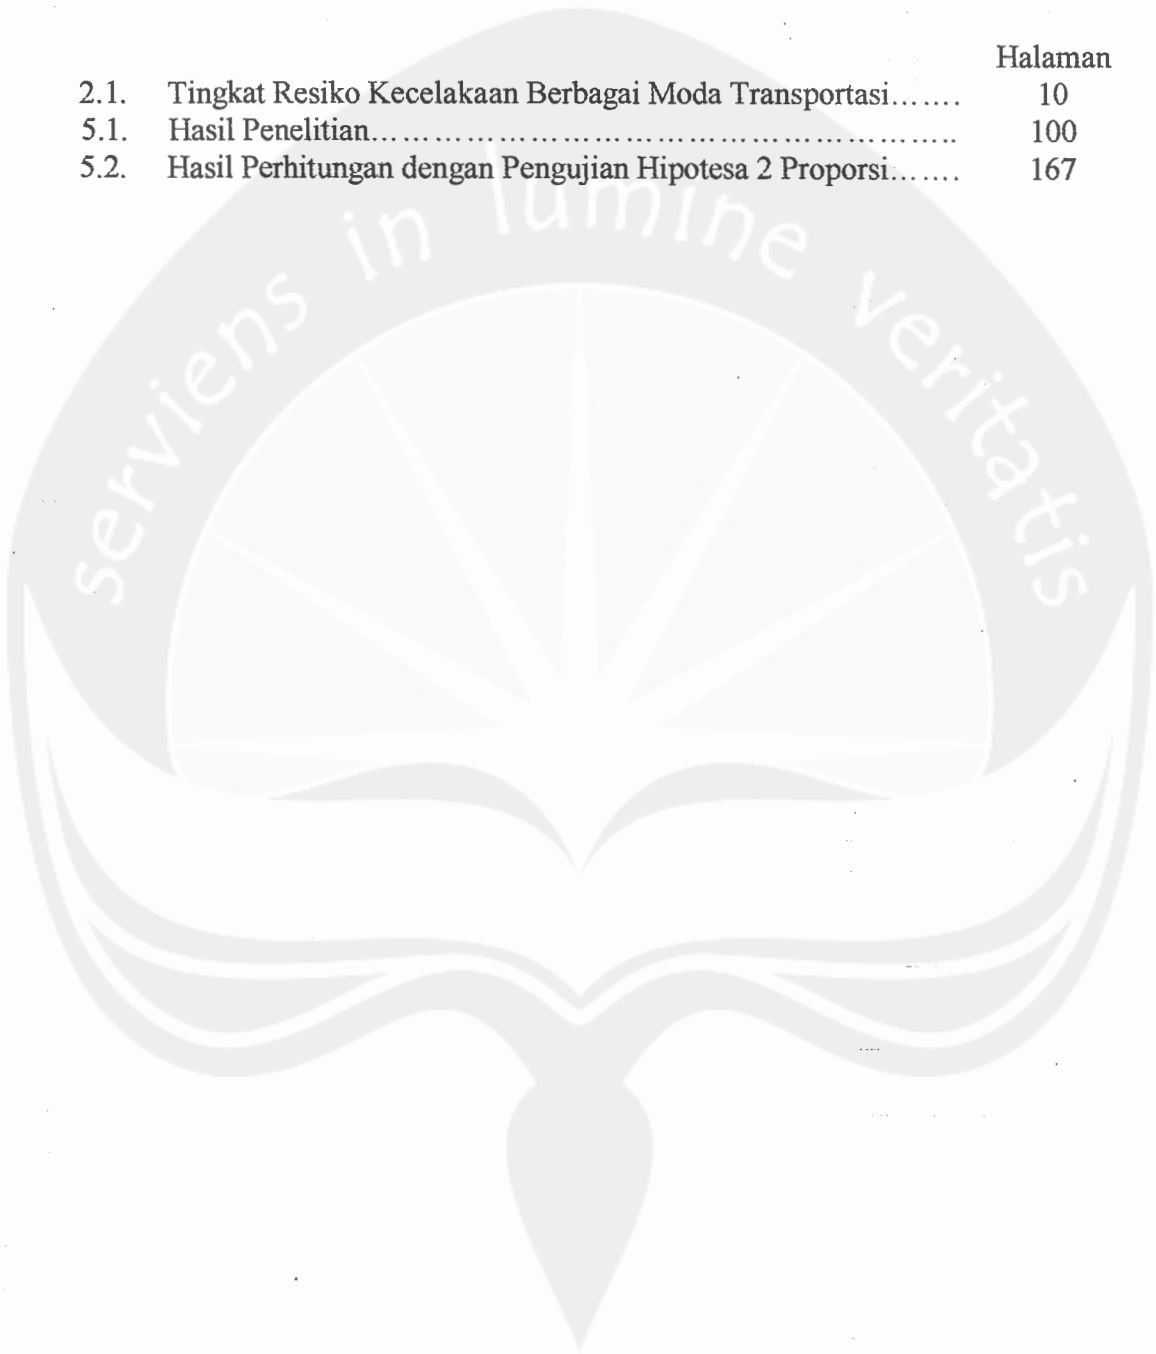 Halaman
2.1. Tingkat Resiko Kecelakaan Berbagai Moda Transportasi....... 10
5.1. Hasil Penelitian.......................................................... 100
5.2. Hasil Perhitungan dengan Pengujian Hipotesa 2 Proporsi....... 167
serviens in lumine veritatis